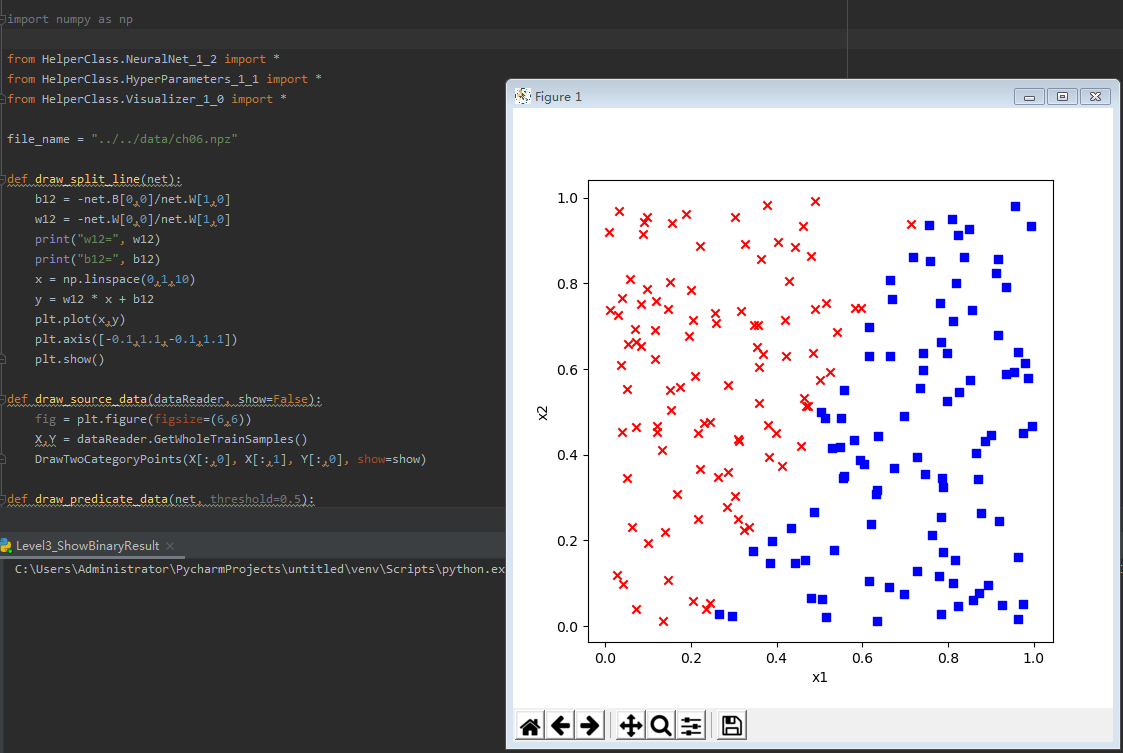 import numpy as np
from HelperClass.NeuralNet_1_2 import *
from HelperClass.HyperParameters_1_1 import *
from HelperClass.Visualizer_1_0 import *
file_name = "../../data/ch06.npz"
def draw_split_line(net):
b12 = -net.B[0,0]/net.W[1,0]
w12 = -net.W[0,0]/net.W[1,0]
print("w12=", w12)
print("b12=", b12)
x = np.linspace(0,1,10)
y = w12 * x + b12
plt.plot(x,y)
plt.axis([-0.1,1.1,-0.1,1.1])
plt.show()
def draw_source_data(dataReader, show=False):
fig = plt.figure(figsize=(6,6))
X,Y = dataReader.GetWholeTrainSamples()
DrawTwoCategoryPoints(X[:,0], X[:,1], Y[:,0], show=show)
def draw_predicate_data(net, threshold=0.5):
Level3_ShowBinaryResult
C:\Users\Administrator\PycharmProjects\untitled\venv\Scripts\python.ex
Figure 1
1.0
0.8
0.6
0.4
0.2
0.0
x2
0.0 0.2 0.4 0.6 0.8 1.0
x1